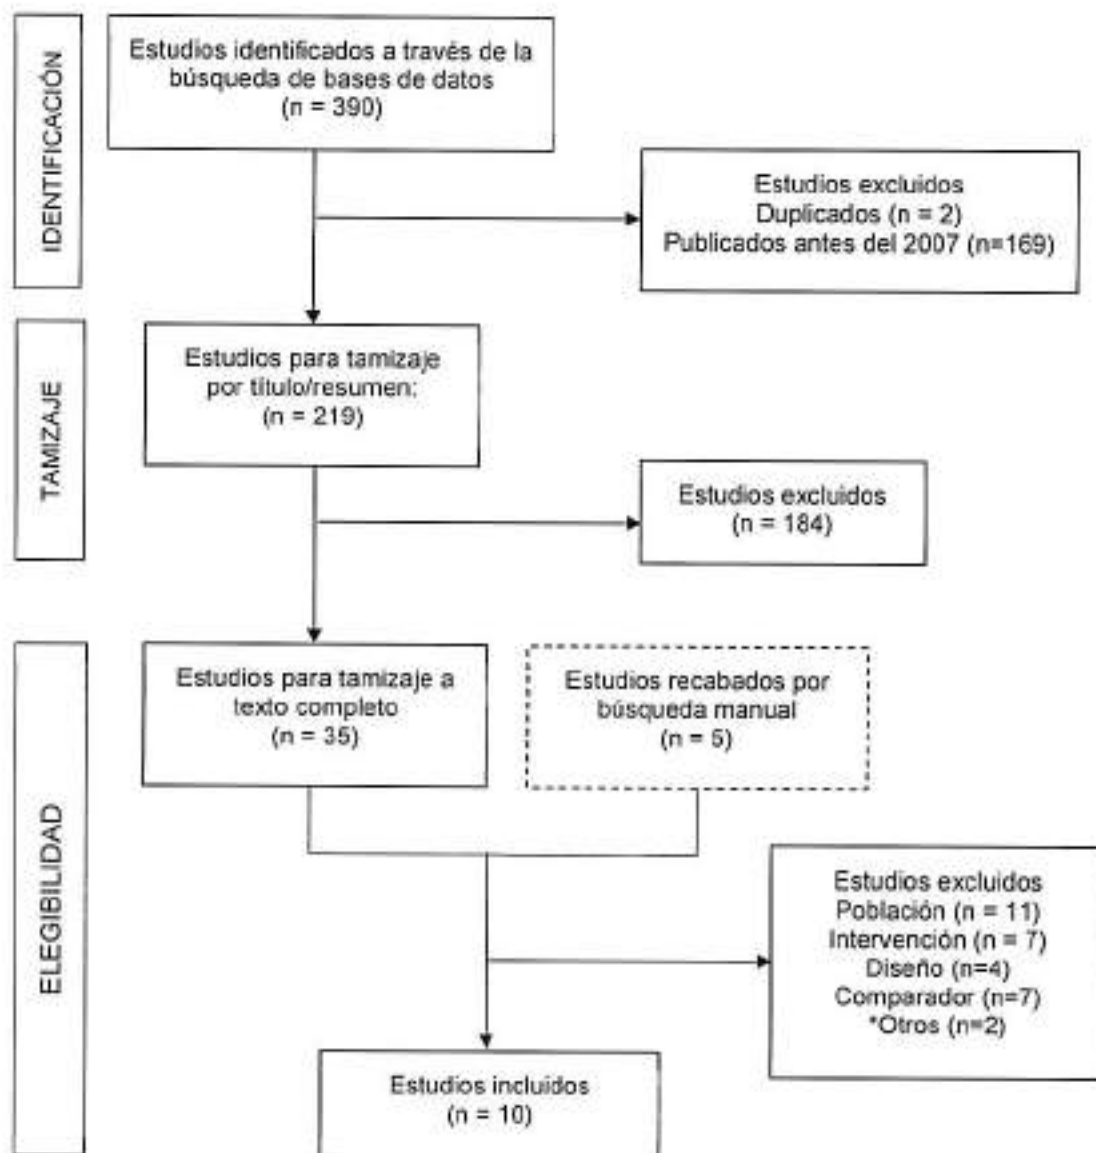 IDENTIFICACIÓN
Estudios identificados a través de la
búsqueda de bases de datos
(n = 390)
Estudios excluidos
Duplicados (n = 2)
Publicados antes del 2007 (n=169)
TAMIZAJE
Estudios para tamizaje
por título/resumen:
(n = 219)
Estudios excluidos
(n = 184)
ELEGIBILIDAD
Estudios para tamizaje a
texto completo
(n = 35)
Estudios recabados por
búsqueda manual
(n = 5)
Estudios excluidos
Población (n = 11)
Intervención (n = 7)
Diseño (n=4)
Comparador (n=7)
*Otros (n=2)
Estudios incluidos
(n = 10)